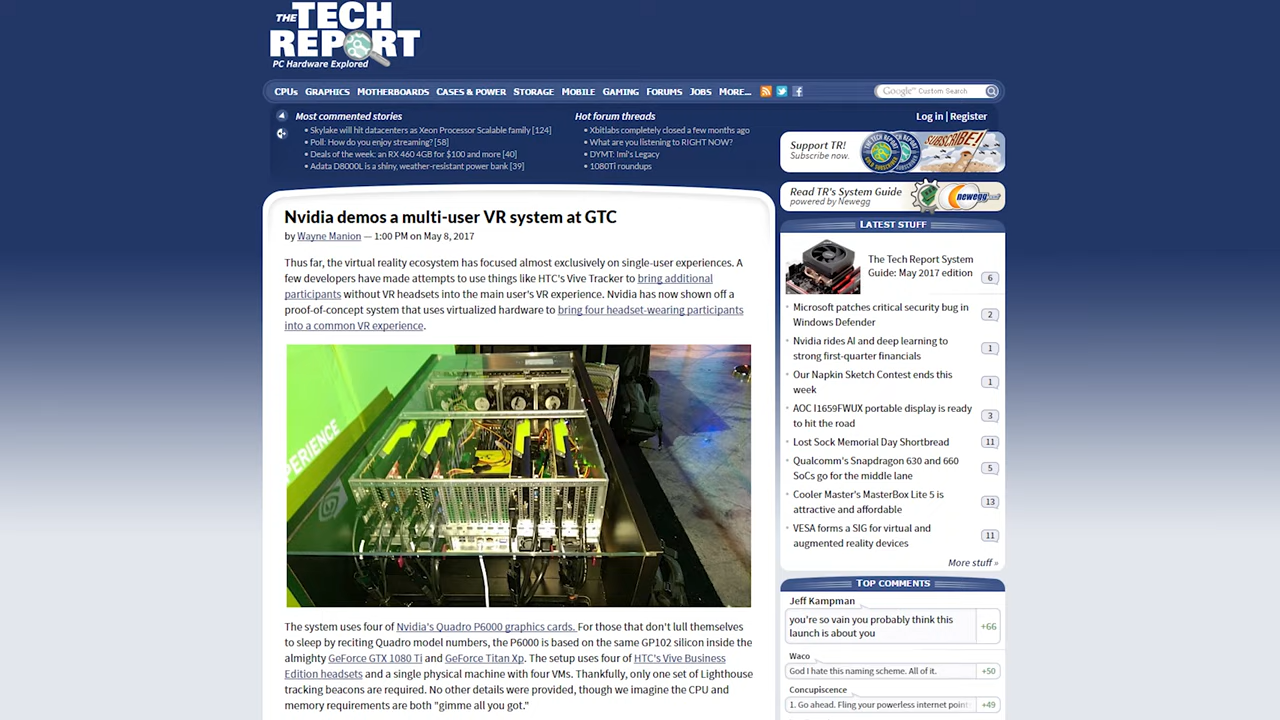 THE TECH
REPORT
PC Hardware Explored
CPUs GRAPHICS MOTHERBOARDS CASES & POWER STORAGE MOBILE GAMING FORUMS JOBS MORE...
Google™ Custom Search
Most commented stories
Skylake will hit datacenters as Xeon Processor Scalable family [124]
Poll: How do you enjoy streaming? [58]
Deals of the week: an RX 460 4GB for $100 and more [40]
Adata D8000L is a shiny, weather-resistant power bank [39]
Hot forum threads
Xbitlabs completely closed a few months ago
What are you listening to RIGHT NOW?
DYMT: Imi's Legacy
1080Ti roundups
Log in | Register
Support TR!
Subscribe now.
SUBSCRIBE!
Read TR's System Guide
powered by Newegg
newegg
Nvidia demos a multi-user VR system at GTC
by Wayne Manion — 1:00 PM on May 8, 2017
Thus far, the virtual reality ecosystem has focused almost exclusively on single-user experiences. A
few developers have made attempts to use things like HTC's Vive Tracker to bring additional
participants without VR headsets into the main user's VR experience. Nvidia has now shown off a
proof-of-concept system that uses virtualized hardware to bring four headset-wearing participants
into a common VR experience.
PERIENCE
The system uses four of Nvidia's Quadro P6000 graphics cards. For those that don't lull themselves
to sleep by reciting Quadro model numbers, the P6000 is based on the same GP102 silicon inside the
almighty GeForce GTX 1080 Ti and GeForce Titan Xp. The setup uses four of HTC's Vive Business
Edition headsets and a single physical machine with four VMs. Thankfully, only one set of Lighthouse
tracking beacons are required. No other details were provided, though we imagine the CPU and
memory requirements are both "gimme all you got."
LATEST STUFF
The Tech Report System
Guide: May 2017 edition
6
Microsoft patches critical security bug in
Windows Defender
2
Nvidia rides AI and deep learning to
strong first-quarter financials
1
Our Napkin Sketch Contest ends this
week
1
AOC I1659FWUX portable display is ready
to hit the road
3
Lost Sock Memorial Day Shortbread
11
Qualcomm's Snapdragon 630 and 660
SoCs go for the middle lane
5
Cooler Master's MasterBox Lite 5 is
attractive and affordable
13
VESA forms a SIG for virtual and
augmented reality devices
11
More stuff »
TOP COMMENTS
Jeff Kampman
you're so vain you probably think this
launch is about you
+66
Waco
God I hate this naming scheme. All of it.
+50
Concupiscence
1. Go ahead. Fling your powerless internet point
+49